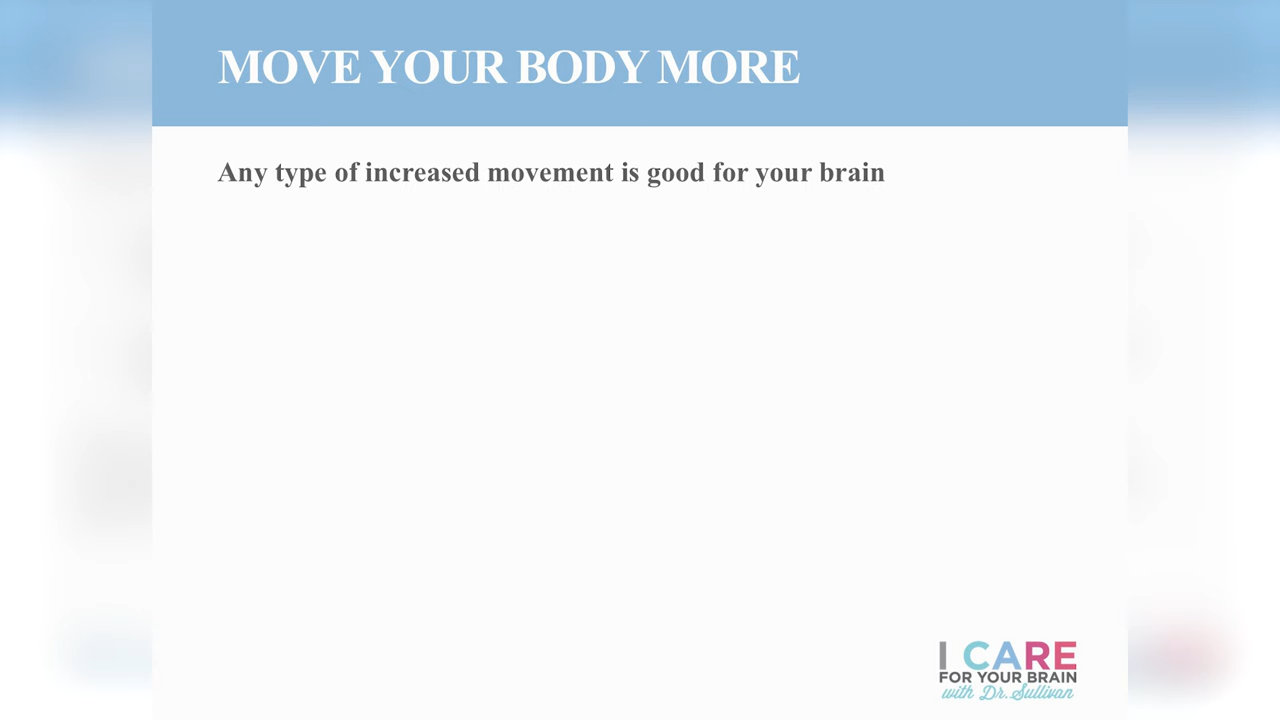 MOVE YOUR BODY MORE
Any type of increased movement is good for your brain
I CARE
FOR YOUR BRAIN
with Dr. Sullivan